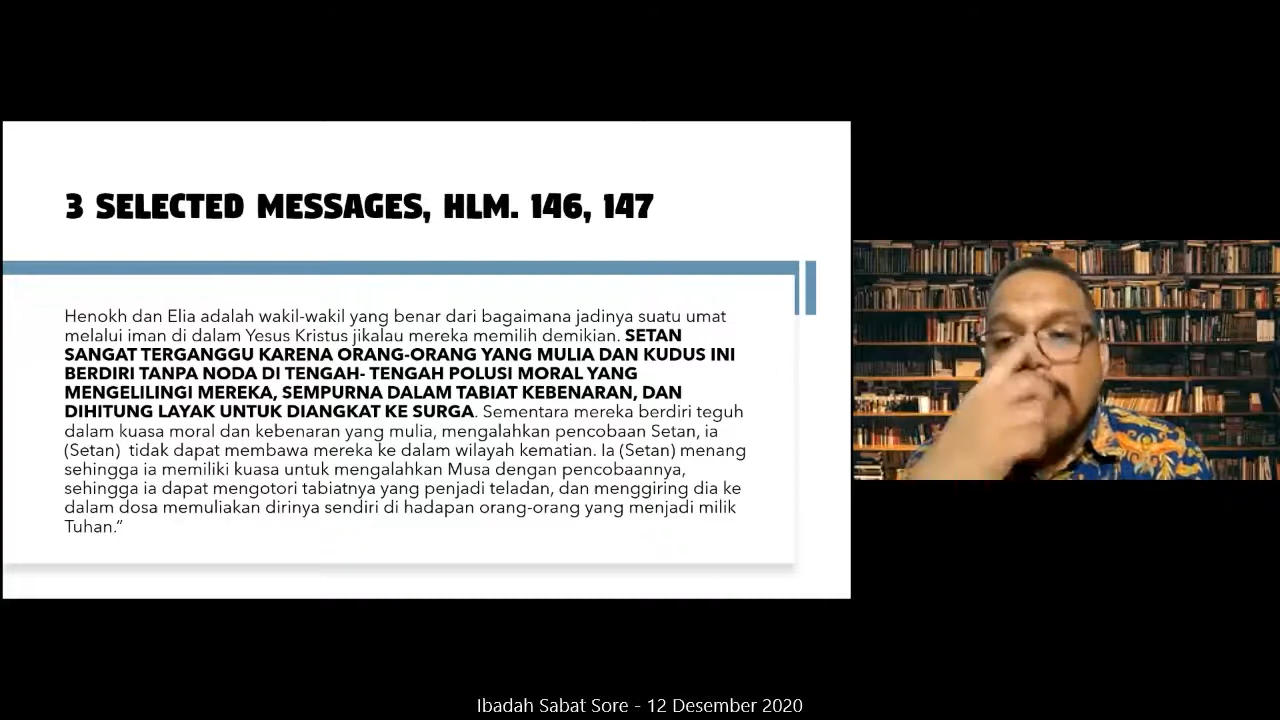 3 SELECTED MESSAGES, HLM. 146, 147
Henokh dan Elia adalah wakil-wakil yang benar dari bagaimana jadinya suatu umat
melalui iman di dalam Yesus Kristus jikalau mereka memilih demikian. SETAN
SANGAT TERGANGGU KARENA ORANG-ORANG YANG MULIA DAN KUDUS INI
BERDIRI TANPA NODA DI TENGAH- TENGAH POLUSI MORAL YANG
MENGELILINGI MEREKA, SEMPURNA DALAM TABIAT KEBENARAN, DAN
DIHITUNG LAYAK UNTUK DIANGKAT KE SURGA. Sementara mereka berdiri teguh
dalam kuasa moral dan kebenaran yang mulia, mengalahkan pencobaan Setan, ia
(Setan)  tidak dapat membawa mereka ke dalam wilayah kematian. Ia (Setan) menang
sehingga ia memiliki kuasa untuk mengalahkan Musa dengan pencobaannya,
sehingga ia dapat mengotori tabiatnya yang penjadi teladan, dan menggiring dia ke
dalam dosa memuliakan dirinya sendiri di hadapan orang-orang yang menjadi milik
Tuhan.”
Ibadah Sabat Sore - 12 Desember 2020